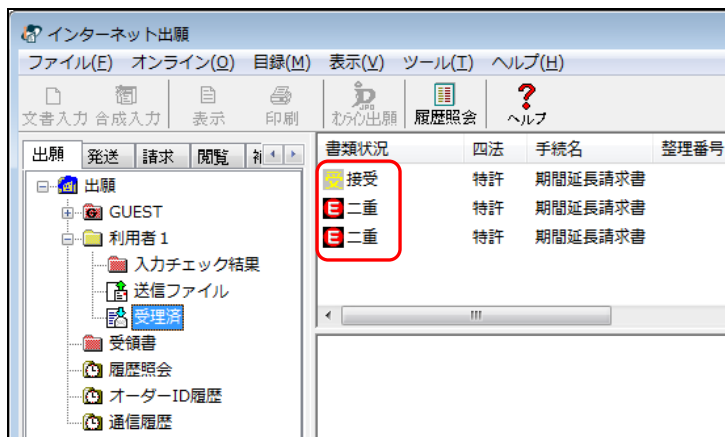 インターネット出願
ファイル(F) オンライン(O) 目録(M) 表示(V) ツール(T) ヘルプ(H)
文書入力 合成入力 表示 印刷 オンライン出願 履歴照会 ヘルプ
出願 発送 請求 閲覧 補
書類状況 四法 手続名 整理番号
受 接受 特許 期間延長請求書
E 二重 特許 期間延長請求書
E 二重 特許 期間延長請求書
出願
GUEST
利用者1
入力チェック結果
送信ファイル
受理済
受領書
履歴照会
オーダーID履歴
通信履歴